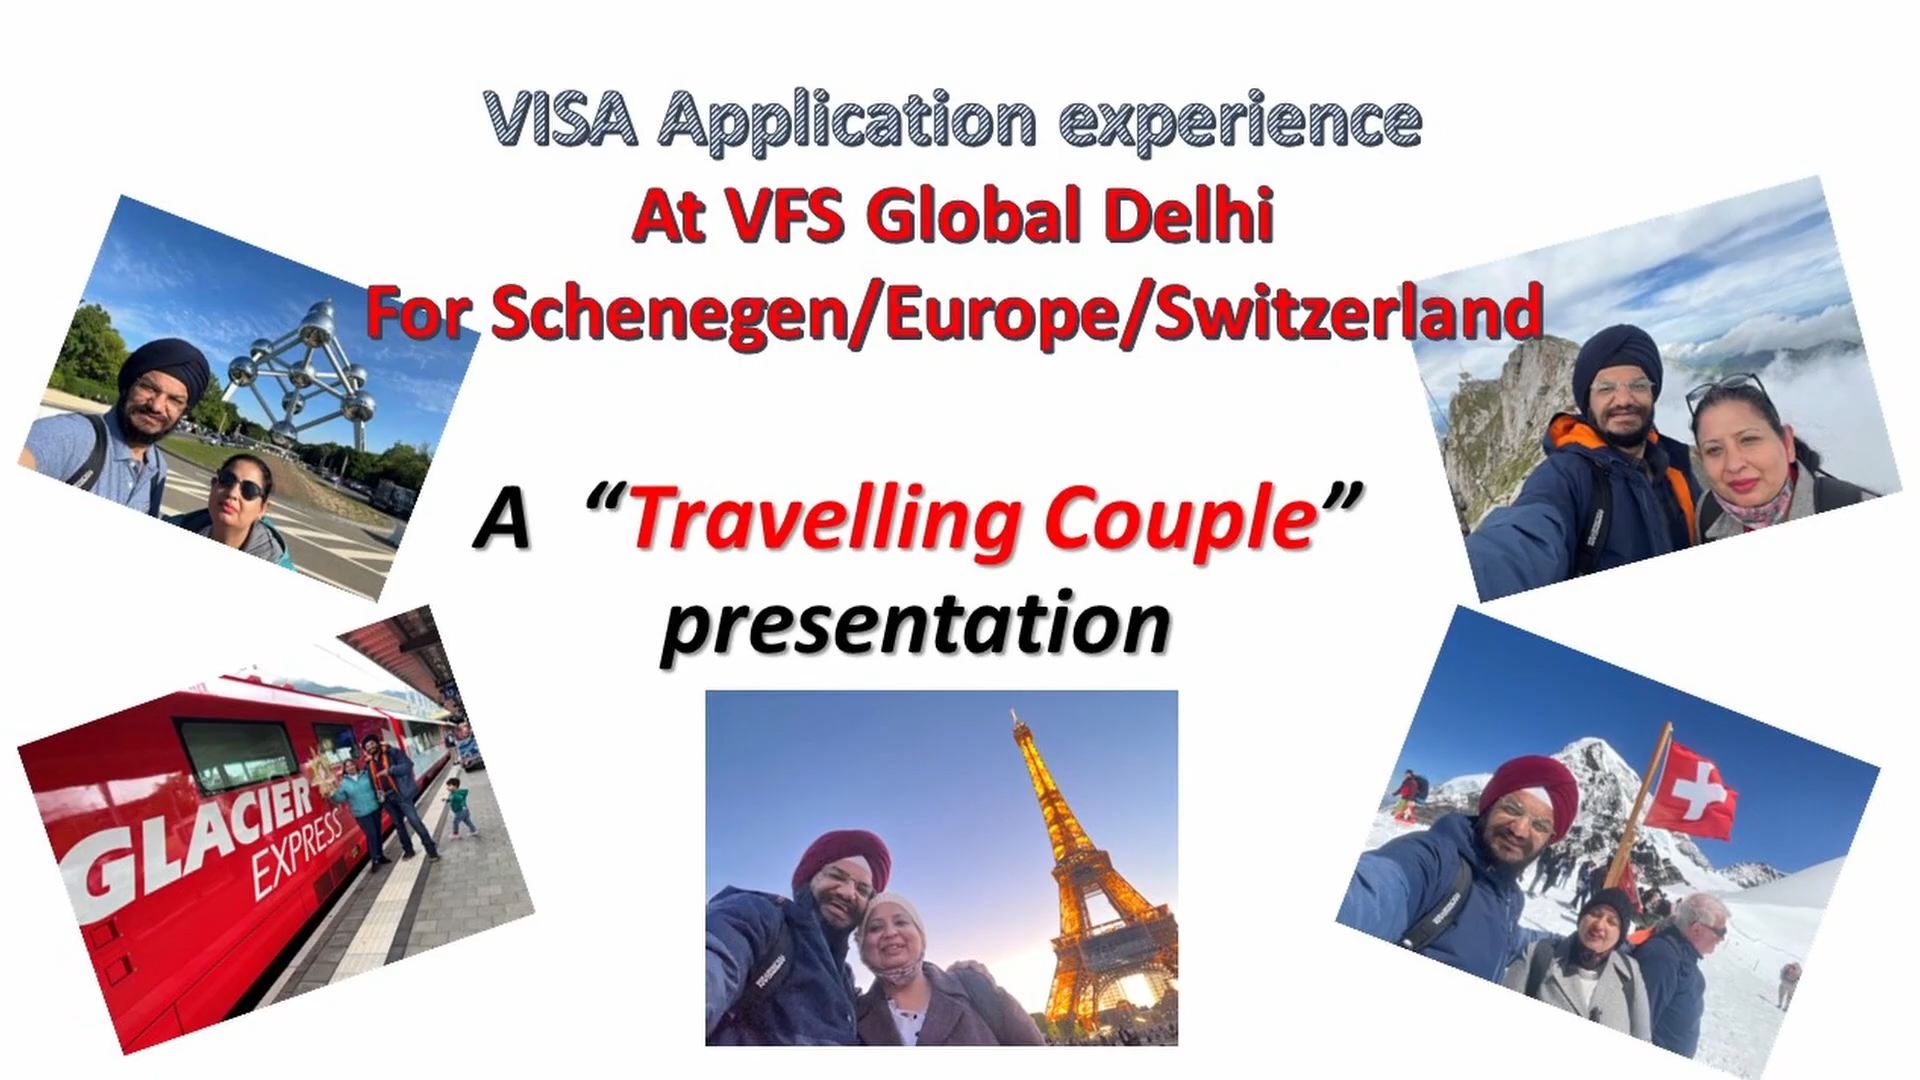 VISA Application experience
At VFS Global Delhi
For Schenegen/Europe/Switzerland
A “Travelling Couple”
presentation
GLACIER
EXPRESS